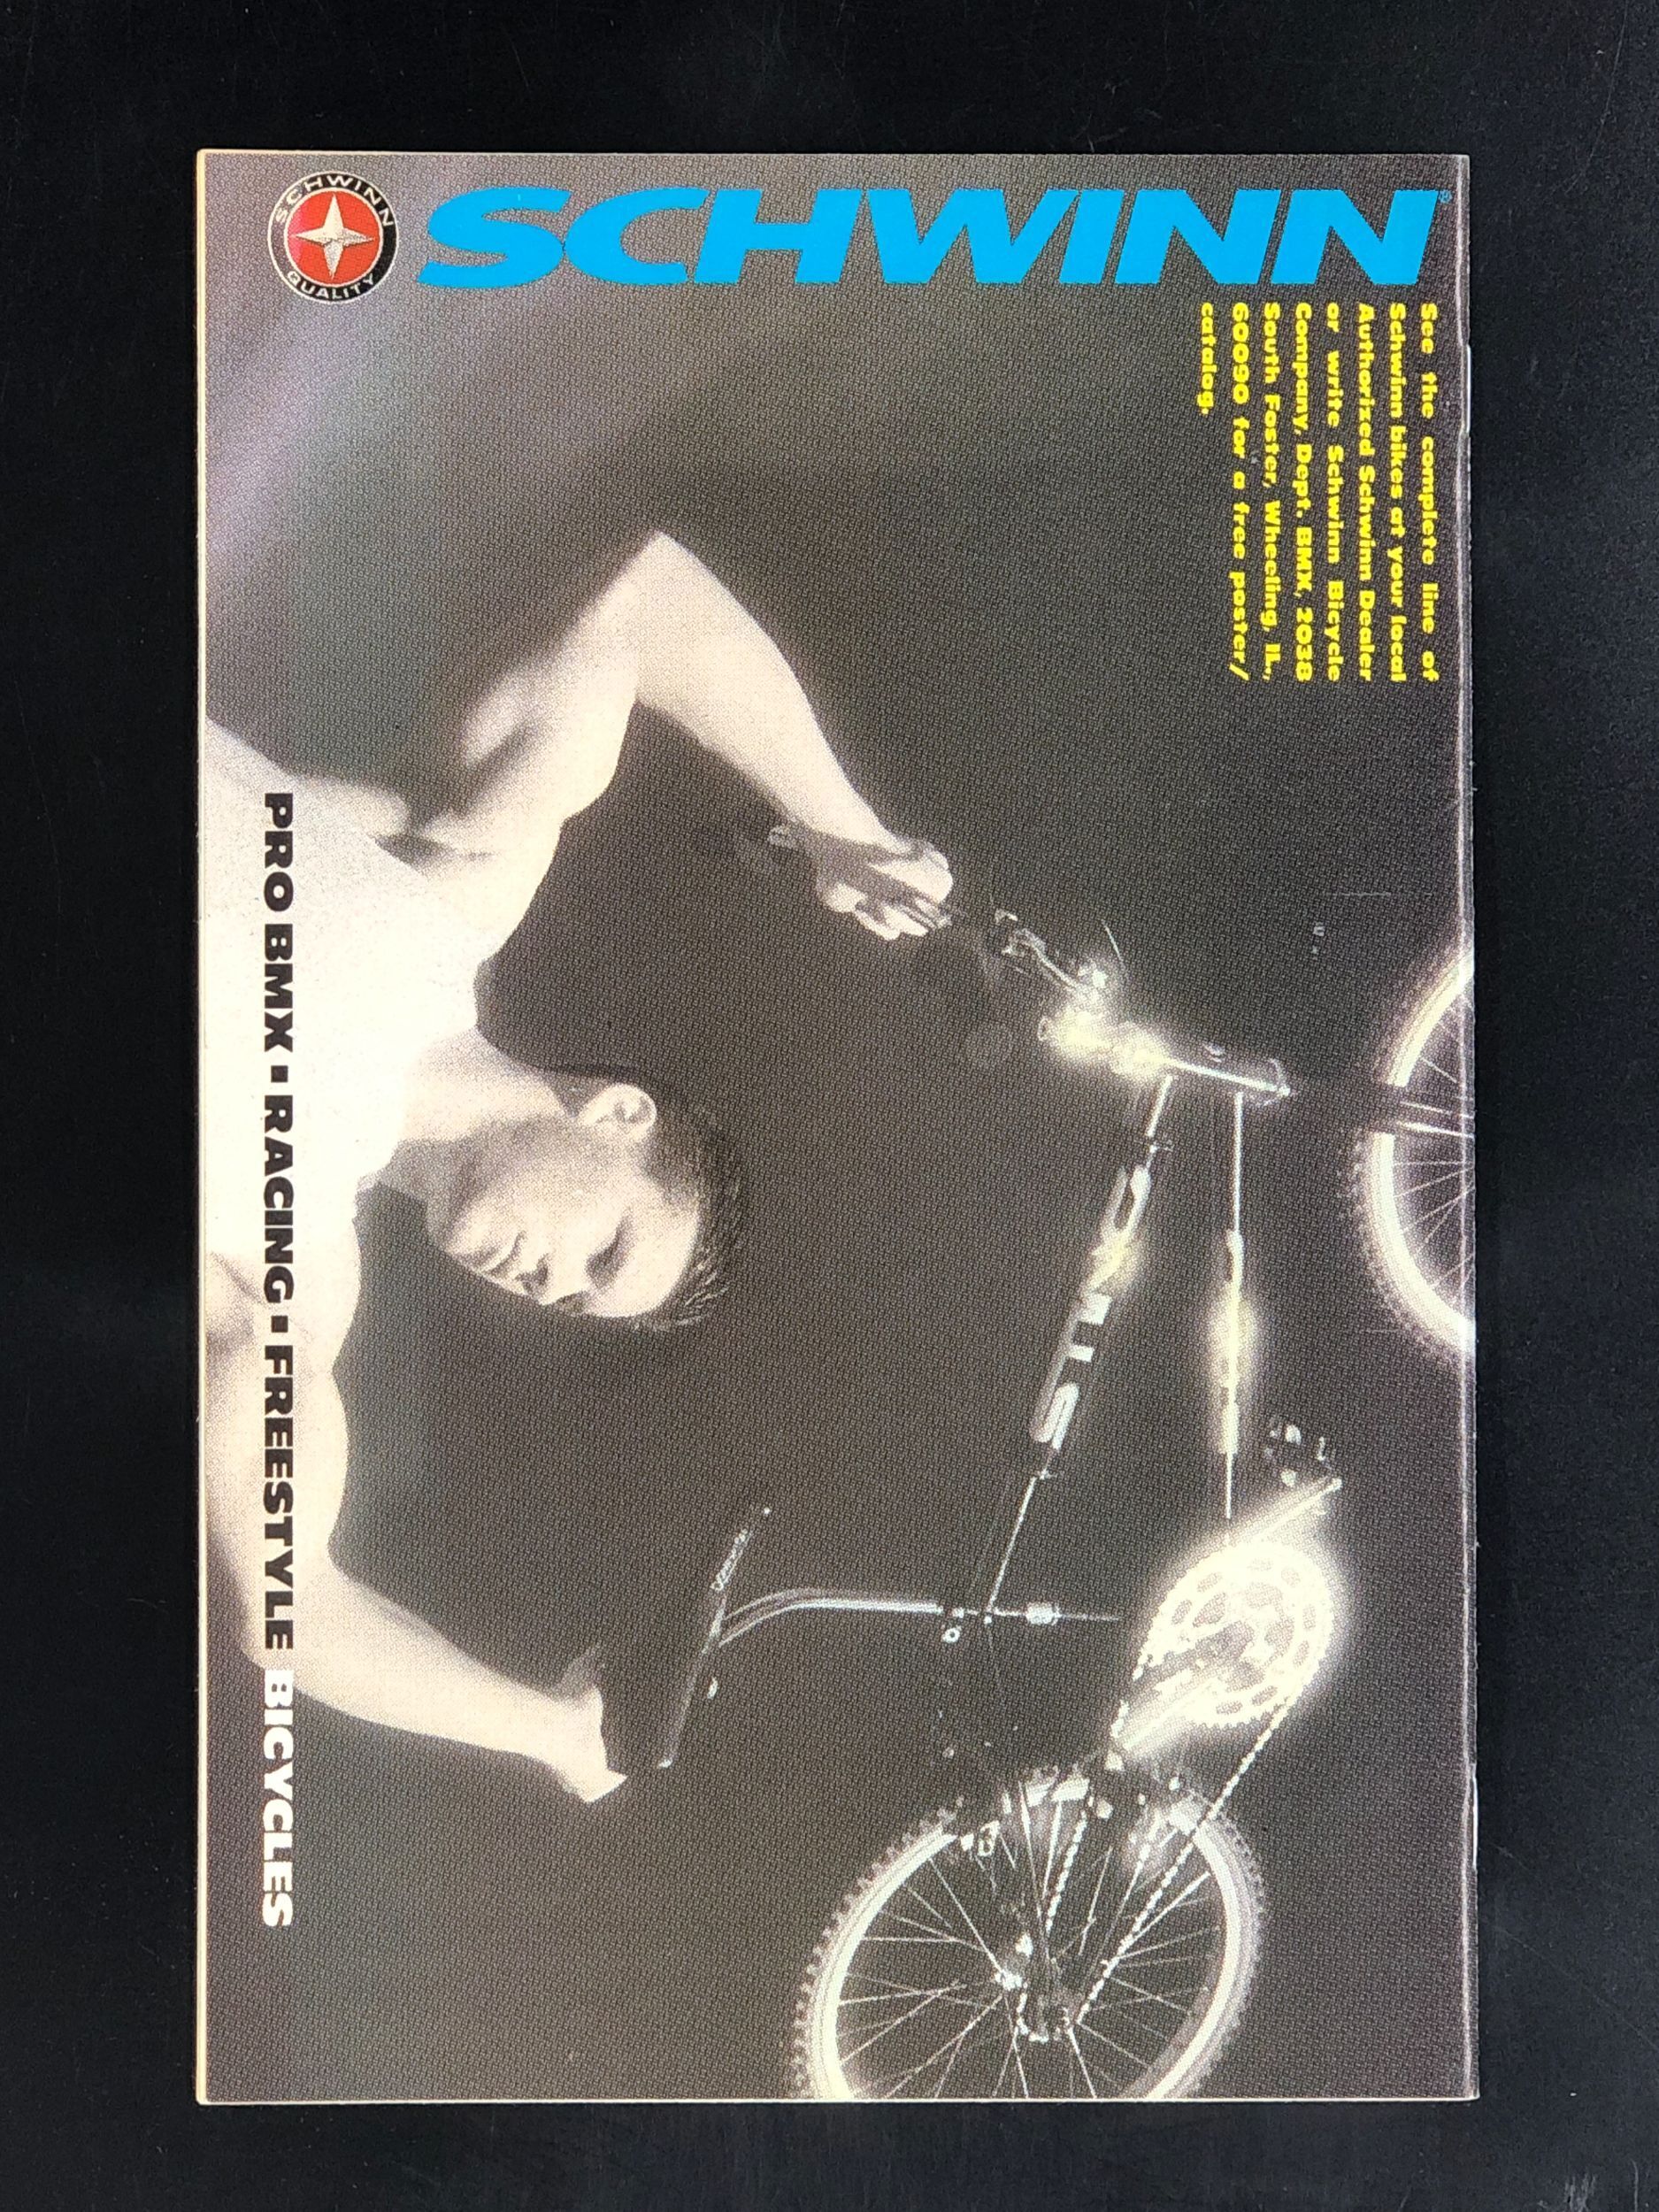 SCHWINN®
SCHWINN
QUALITY
See the complete line of
Schwinn bikes at your local
Authorized Schwinn Dealer
or write Schwinn Bicycle
Company, Dept. BMX, 2038
South Foster, Wheeling, IL,
60090 for a free poster/
catalog.
PRO BMX ▪ RACING ▪ FREESTYLE BICYCLES